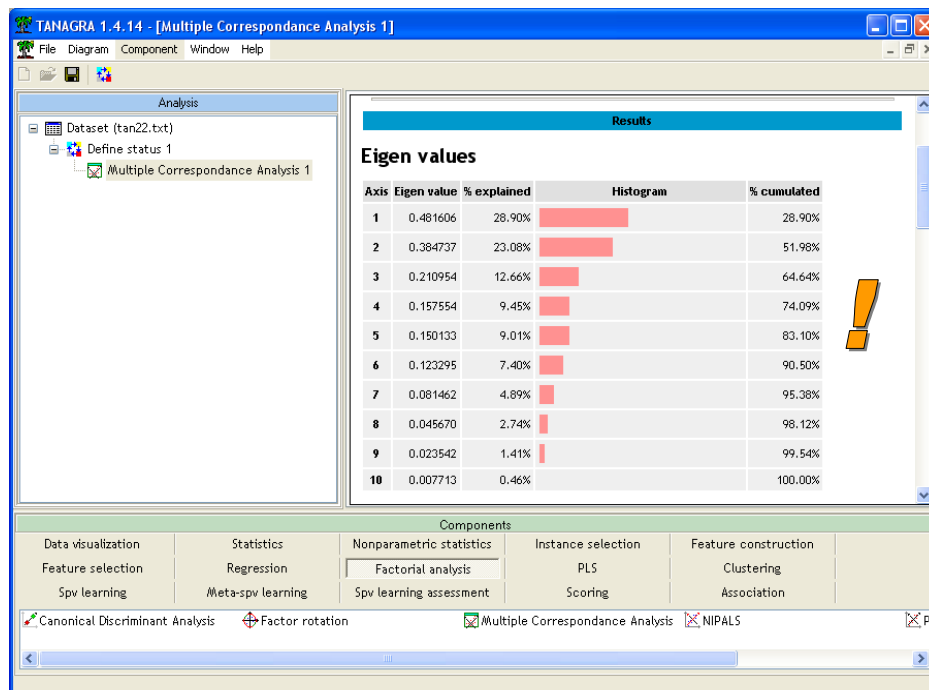 TANAGRA 1.4.14 - [Multiple Correspondance Analysis 1]
File Diagram Component Window Help
Analysis
Dataset (tan22.txt)
Define status 1
Multiple Correspondance Analysis 1
Results
Eigen values
Axis Eigen value % explained Histogram % cumulated
1 0.481606 28.90% 28.90%
2 0.384737 23.08% 51.98%
3 0.210954 12.66% 64.64%
4 0.157554 9.45% 74.09%
5 0.150133 9.01% 83.10%
6 0.123295 7.40% 90.50%
7 0.081462 4.89% 95.38%
8 0.045670 2.74% 98.12%
9 0.023542 1.41% 99.54%
10 0.007713 0.46% 100.00%
!
Components
Data visualization Statistics Nonparametric statistics Instance selection Feature construction
Feature selection Regression Factorial analysis PLS Clustering
Spv learning Meta-spv learning Spv learning assessment Scoring Association
Canonical Discriminant Analysis Factor rotation Multiple Correspondance Analysis NIPALS